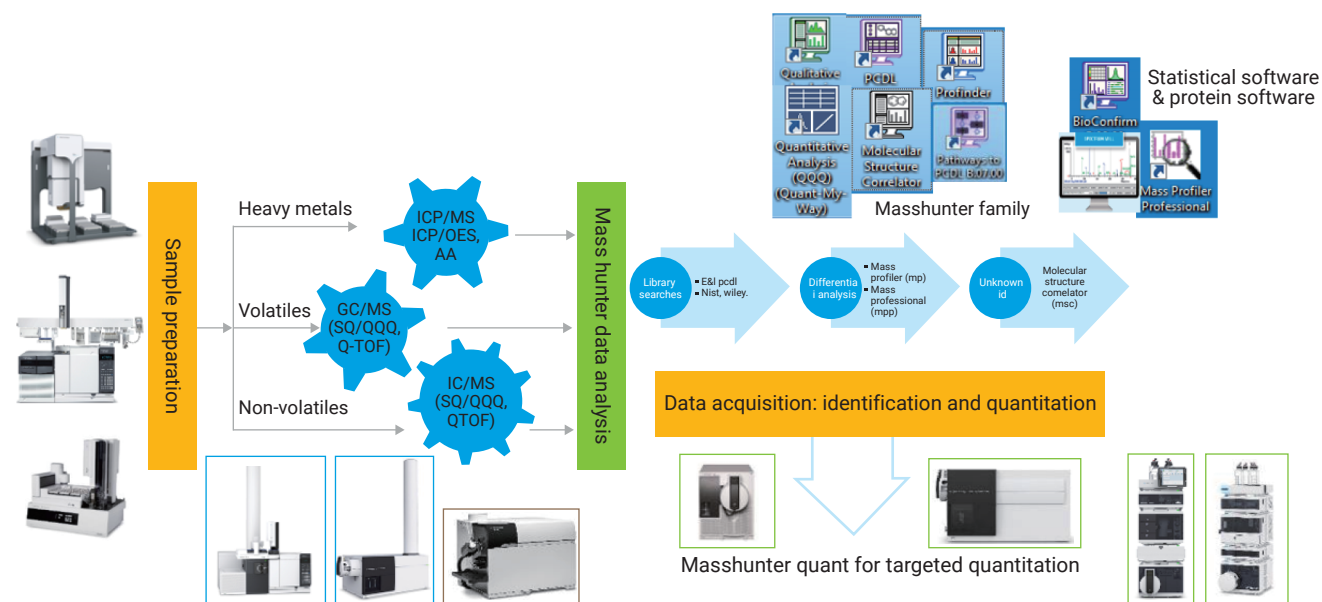 Qualitative
PCDL
Profinder
Quantitative
Analysis
(QQQ)
(Quant-My-
Way)
Molecular
Structure
Correlator
Pathways to
PCDL B.07.00
Masshunter family
BioConfirm
Mass Profiler
Professional
Statistical software
& protein software
Sample preparation
Heavy metals
Volatiles
Non-volatiles
ICP/MS
ICP/OES,
AA
GC/MS
(SQ/QQQ,
Q-TOF)
IC/MS
(SQ/QQQ,
QTOF)
Mass hunter data analysis
Library
searches
▪ E&I pcdl
▪ Nist, wiley.
Differentia
i analysis
▪ Mass
profiler (mp)
▪ Mass
professional
(mpp)
Unknown
id
Molecular
structure
comelator
(msc)
Data acquisition: identification and quantitation
Masshunter quant for targeted quantitation